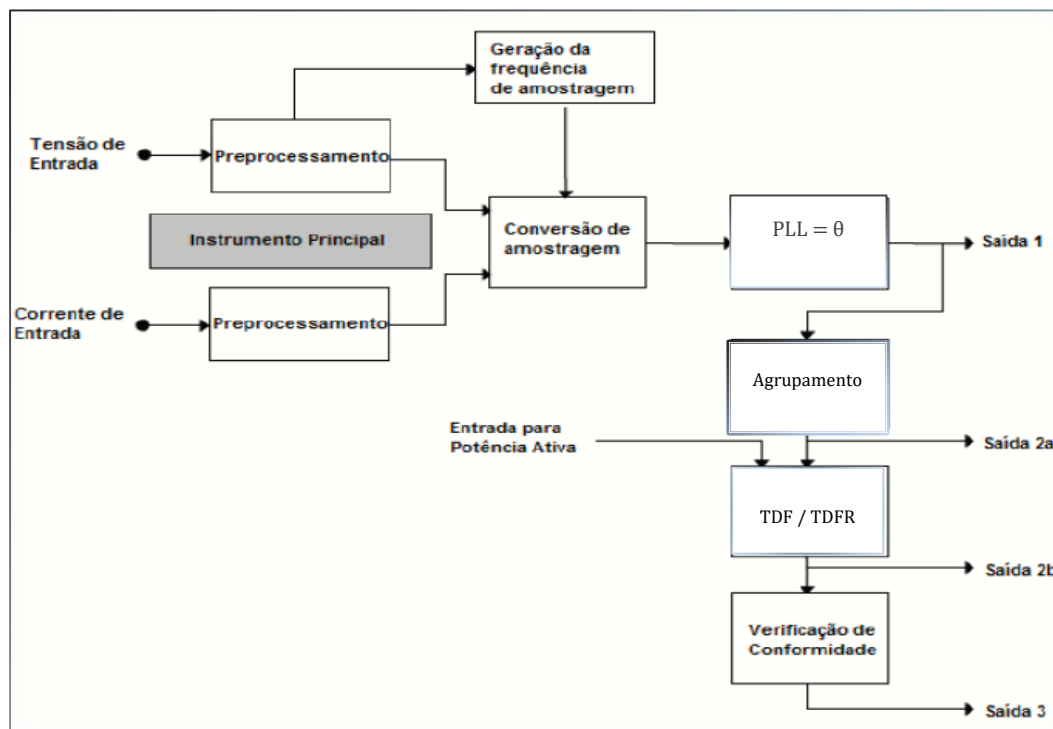 Geração da
frequência
de amostragem
Tensão de
Entrada
Preprocessamento
Instrumento Principal
Conversão de
amostragem
PLL = θ
Saída 1
Corrente de
Entrada
Preprocessamento
Agrupamento
Entrada para
Potência Ativa
Saída 2a
TDF / TDFR
Saída 2b
Verificação de
Conformidade
Saída 3